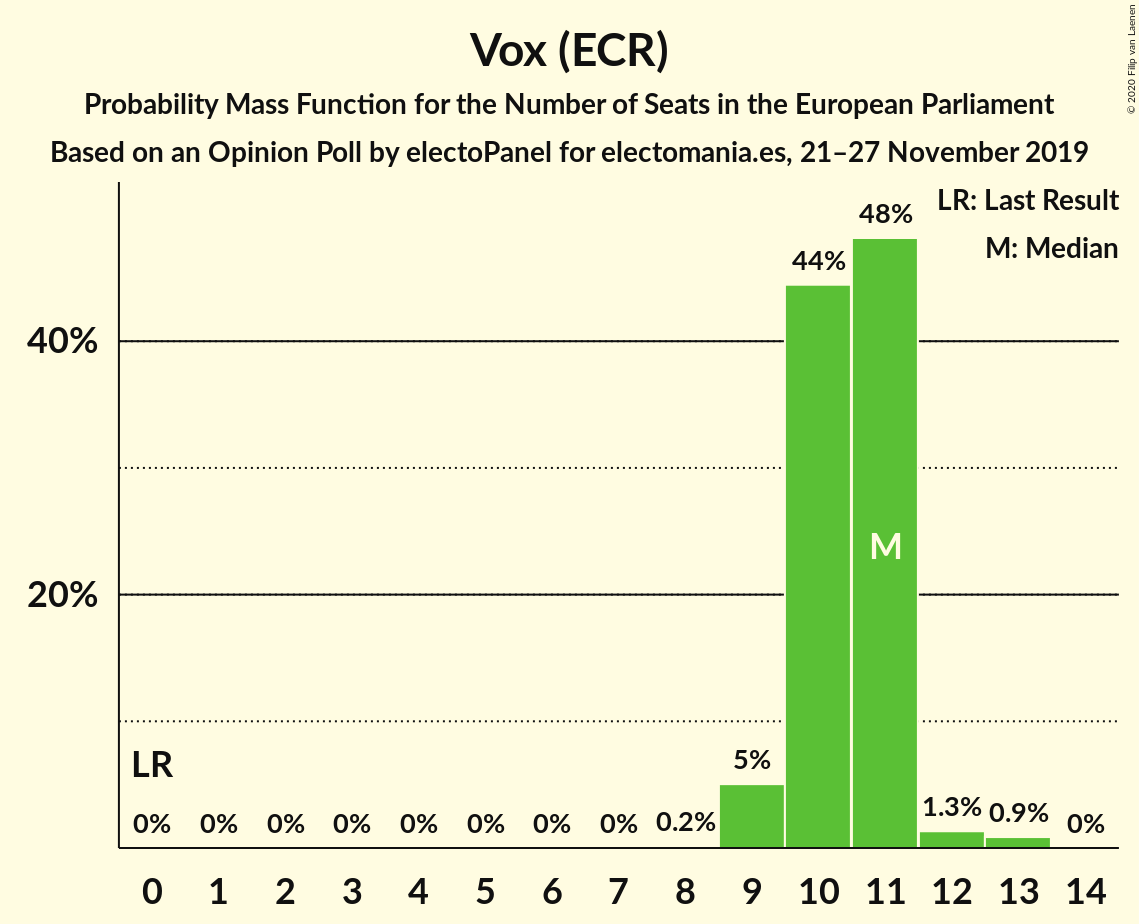 Vox (ECR)
Probability Mass Function for the Number of Seats in the European Parliament
Based on an Opinion Poll by electoPanel for electomania.es, 21–27 November 2019
© 2020 Filip van Laenen
LR: Last Result
M: Median
48%
44%
40%
M
20%
LR
5%
0% 0% 0% 0% 0% 0% 0% 0% 0.2% 1.3% 0.9% 0%
0 1 2 3 4 5 6 7 8 9 10 11 12 13 14